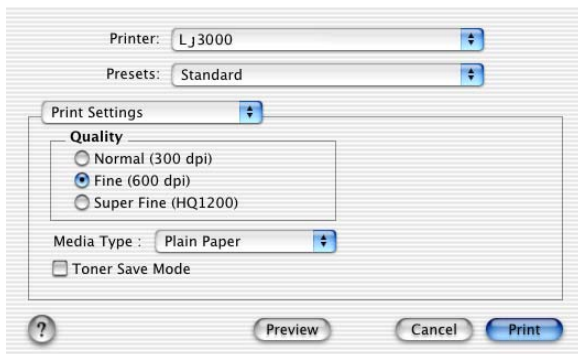 Printer: LJ3000
Presets: Standard
Print Settings
Quality
Normal (300 dpi)
Fine (600 dpi)
Super Fine (HQ1200)
Media Type : Plain Paper
Toner Save Mode
? Preview Cancel Print